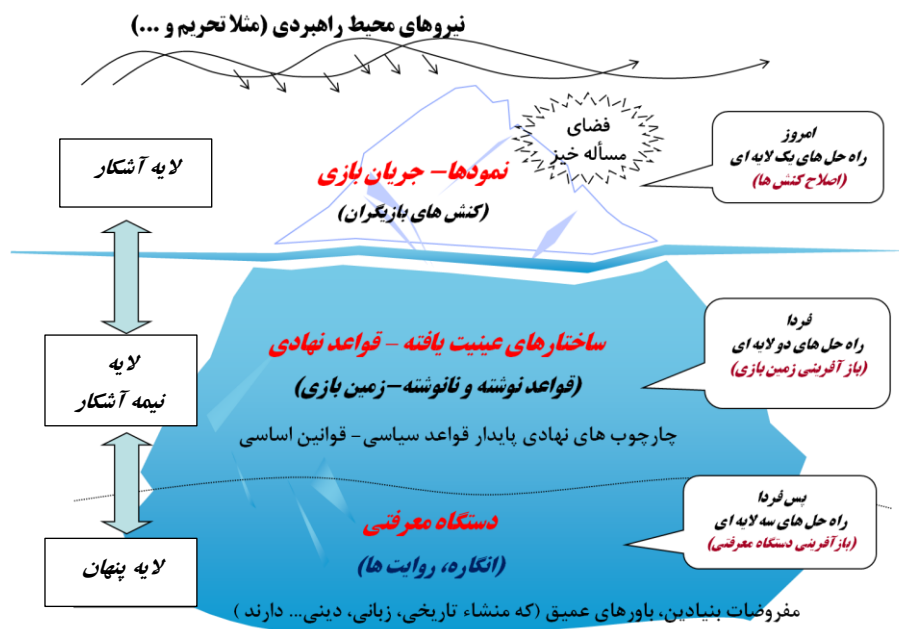 نیروهای محیط راهبردی (مثلا تحریم و ...)
فضای
مسأله خیز
امروز
راه حل های یک لایه ای
(اصلاح کنش ها)
لایه آشکار
نمودها- جریان بازی
(کنش های بازیگران)
فردا
راه حل های دو لایه ای
(باز آفرینی زمین بازی)
لایه
نیمه آشکار
ساختارهای عینیت یافته - قواعد نهادی
(قواعد نوشته و نانوشته-زمین بازی)
چارچوب های نهادی پایدار قواعد سیاسی- قوانین اساسی
پس فردا
راه حل های سه لایه ای
(بازآفرینی دستگاه معرفتی)
لایه پنهان
دستگاه معرفتی
(انگاره، روایت ها)
مفروضات بنیادین، باورهای عمیق (که منشاء تاریخی، زبانی، دینی... دارند )